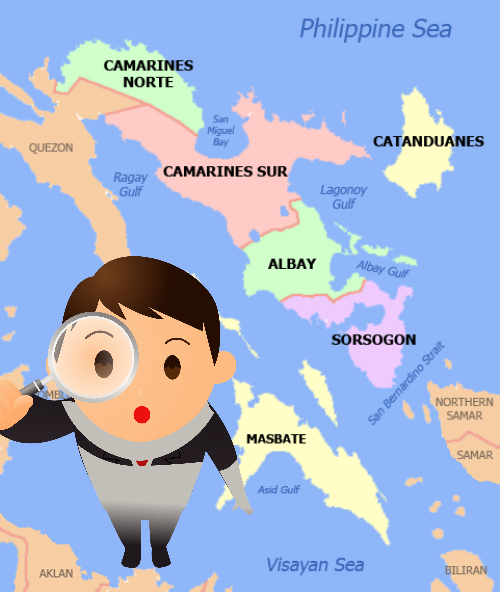 Philippine Sea
CAMARINES
NORTE
San
Miguel
Bay
CATANDUANES
QUEZON
CAMARINES SUR
Ragay
Gulf
Lagonoy
Gulf
ALBAY
Albay Gulf
SORSOGON
San Bernardino Strait
NORTHERN
SAMAR
MASBATE
SAMAR
Asid Gulf
Visayan Sea
AKLAN
BILIRAN